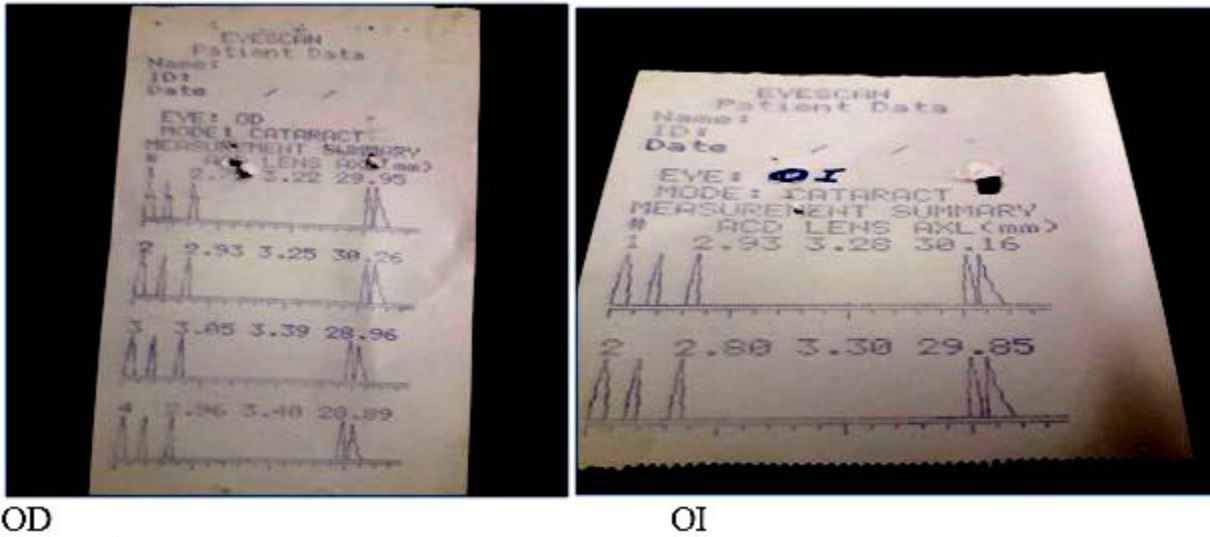 EYESCAN
Patient Data
Name:
ID:
Date / /
EYE: OD
MODE: CATARACT
MEASUREMENT SUMMARY
# ACD LENS AXL(mm)
1 3.22 29.95
2 2.93 3.25 30.26
3 3.05 3.39 28.96
4 2.96 3.40 28.89
EYESCAN
Patient Data
Name:
ID:
Date / /
EYE: OI
MODE: CATARACT
MEASUREMENT SUMMARY
# ACD LENS AXL(mm)
1 2.93 3.28 30.16
2 2.80 3.30 29.85
OD
OI